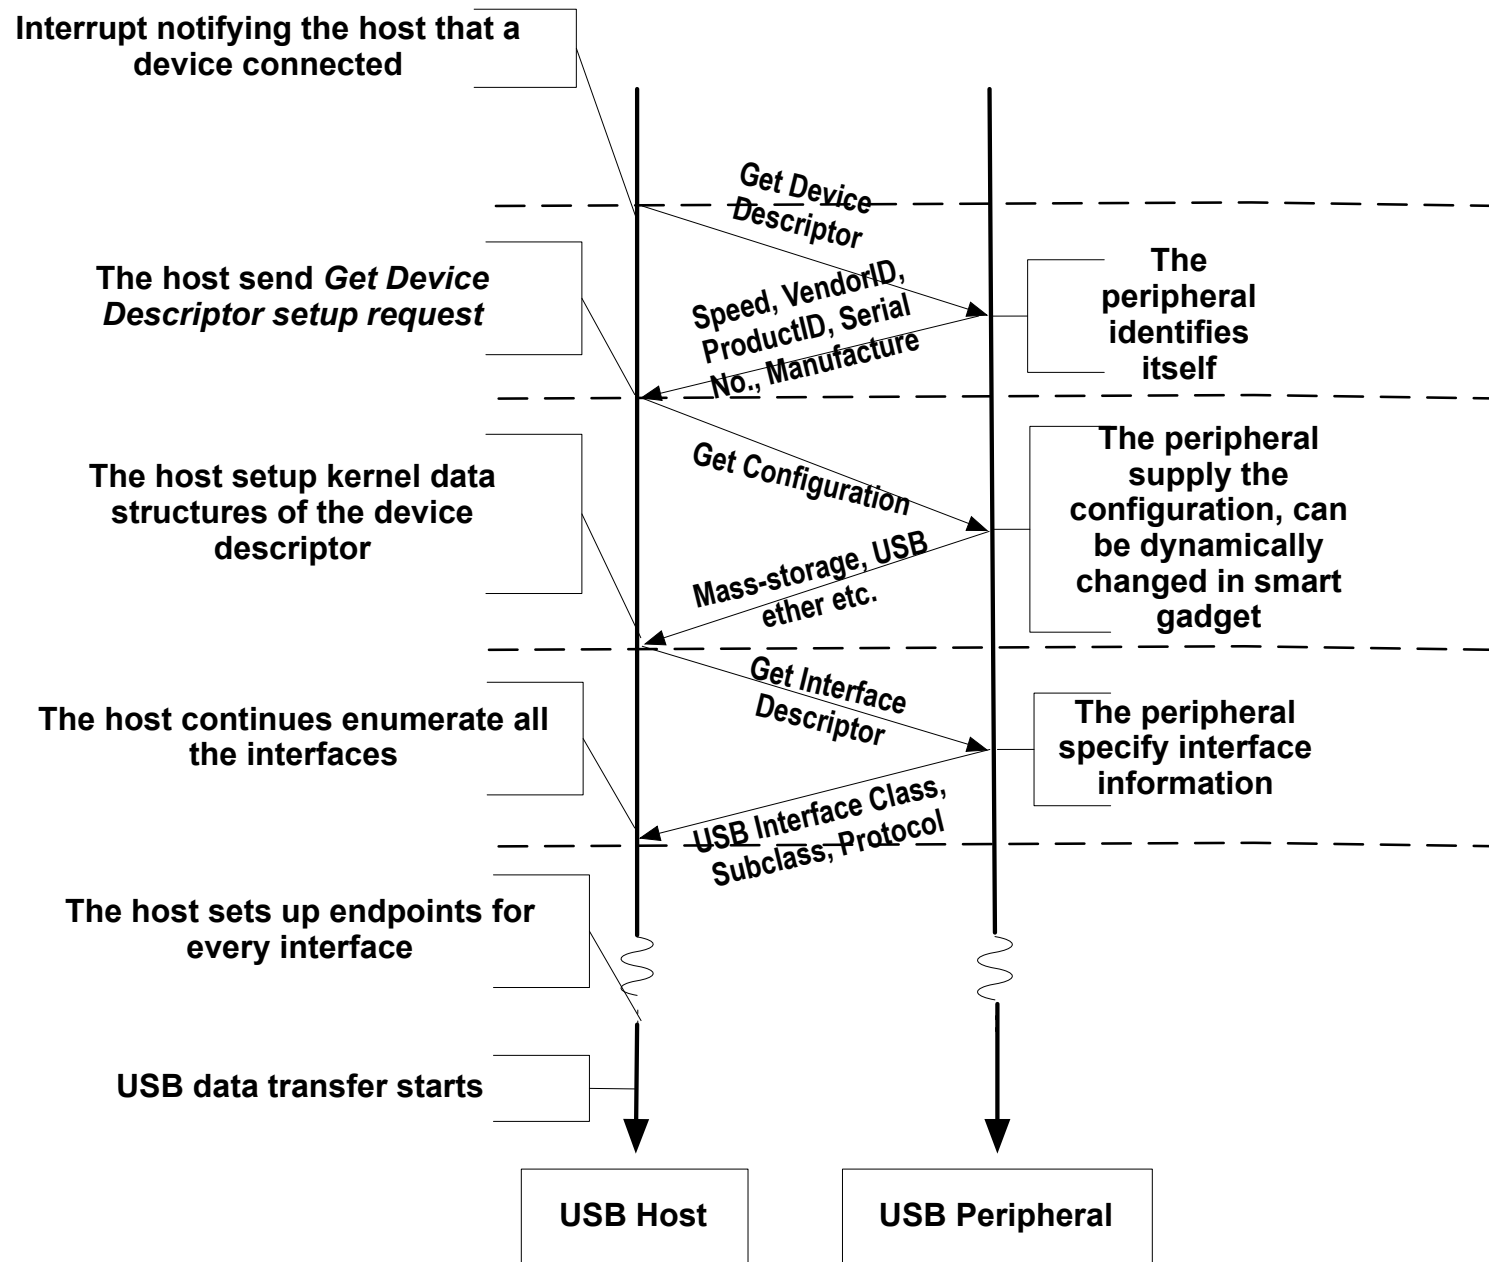 Interrupt notifying the host that a
device connected
Get Device
Descriptor
The host send Get Device
Descriptor setup request
Speed, VendorID,
ProductID, Serial
No., Manufacture
The
peripheral
identifies
itself
The host setup kernel data
structures of the device
descriptor
Get Configuration
Mass-storage, USB
ether etc.
The peripheral
supply the
configuration, can
be dynamically
changed in smart
gadget
The host continues enumerate all
the interfaces
Get Interface
Descriptor
USB Interface Class,
Subclass, Protocol
The peripheral
specify interface
information
The host sets up endpoints for
every interface
USB data transfer starts
USB Host
USB Peripheral